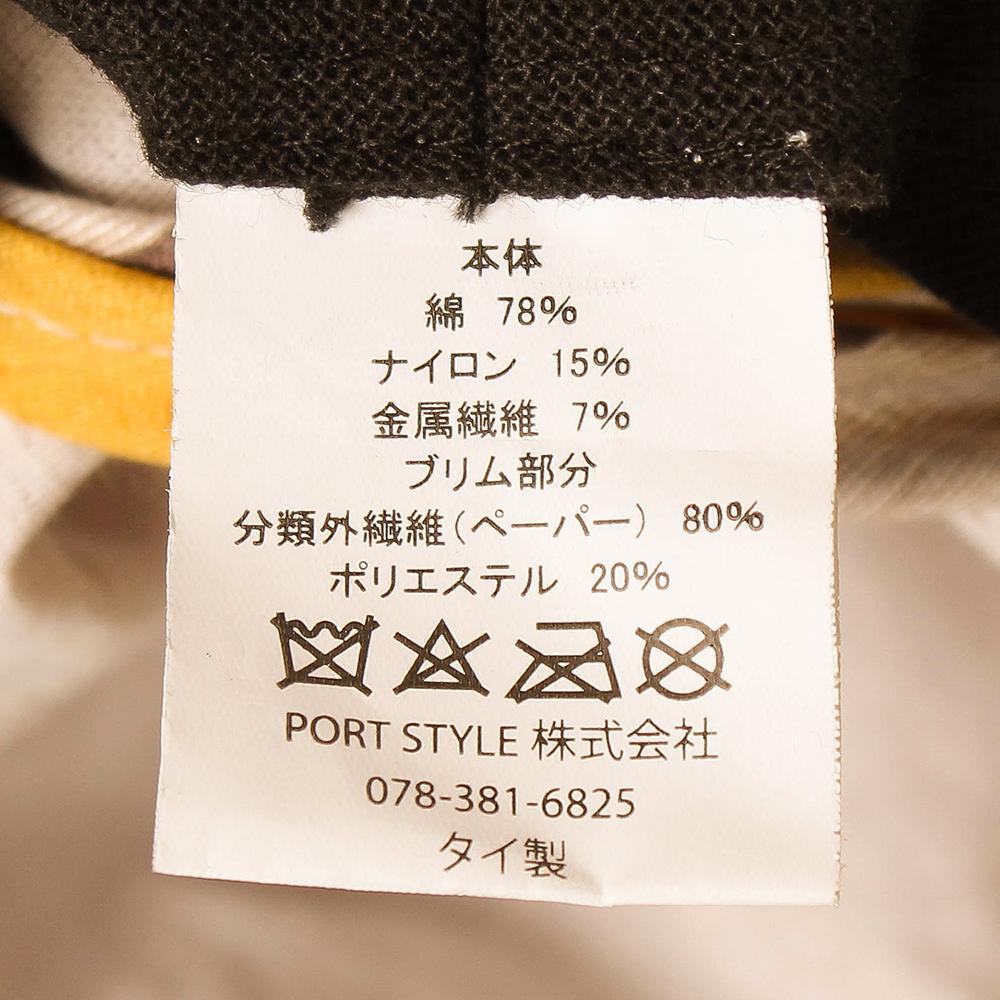 本体
綿 78%
ナイロン 15%
金属繊維 7%
ブリム部分
分類外繊維(ペーパー) 80%
ポリエステル 20%
PORT STYLE 株式会社
078-381-6825
タイ製